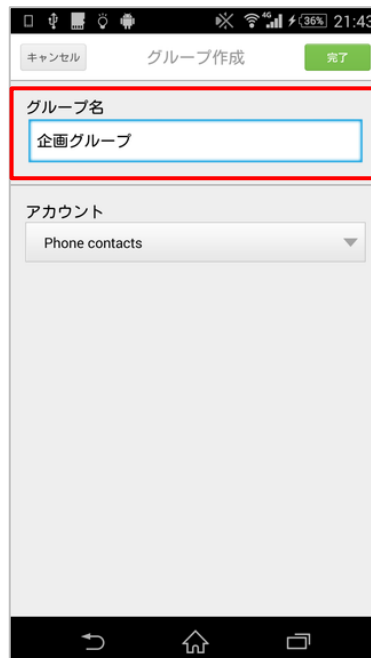 4G 36% 21:43
キャンセル グループ作成 完了
グループ名
企画グループ
アカウント
Phone contacts